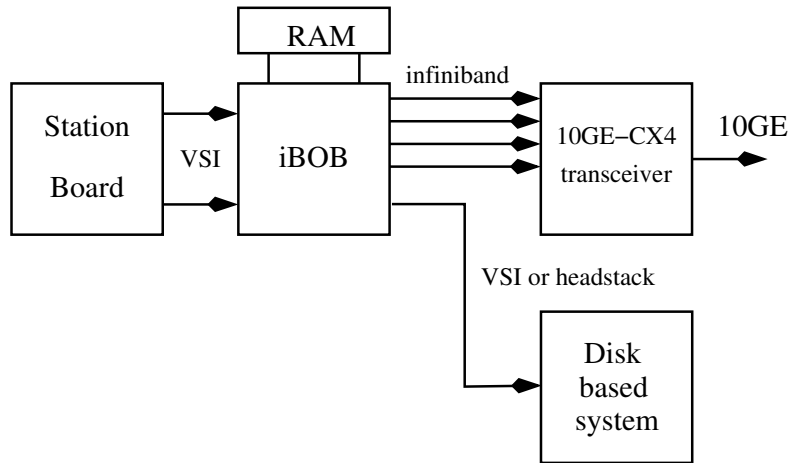 RAM
infiniband
Station
Board
VSI
iBOB
10GE−CX4
transceiver
10GE
VSI or headstack
Disk
based
system